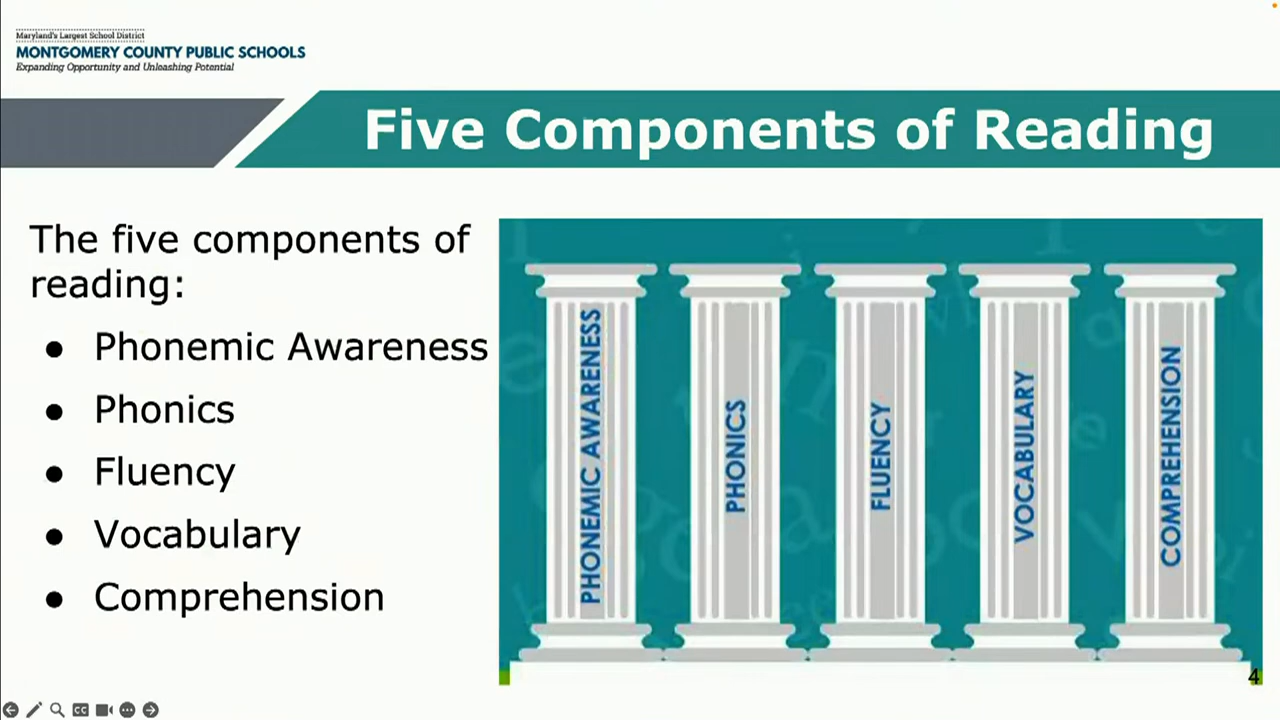 Maryland's Largest School District
MONTGOMERY COUNTY PUBLIC SCHOOLS
Expanding Opportunity and Unleashing Potential
Five Components of Reading
The five components of
reading:
● Phonemic Awareness
● Phonics
● Fluency
● Vocabulary
● Comprehension
PHONEMIC AWARENESS
PHONICS
FLUENCY
VOCABULARY
COMPREHENSION
4
CC